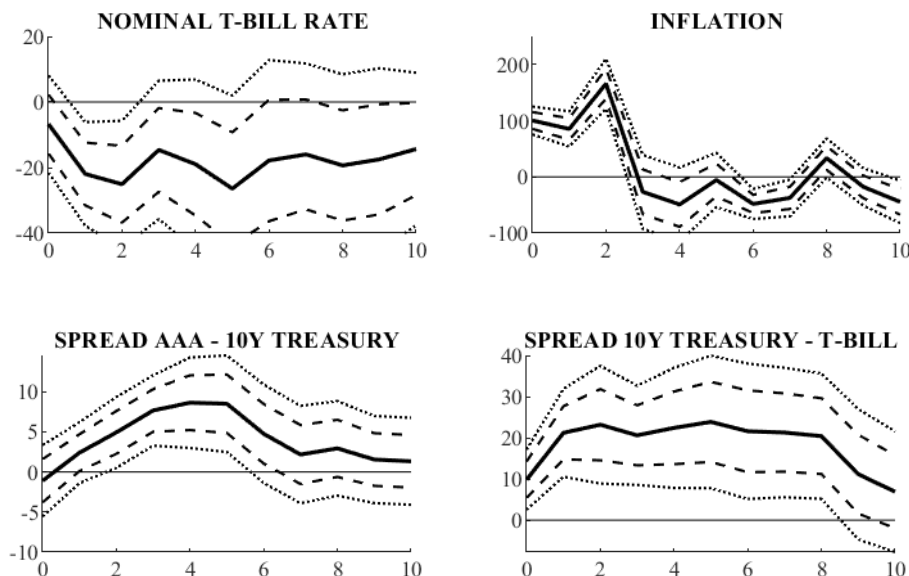 NOMINAL T-BILL RATE
20
0
-20
-40
0 2 4 6 8 10
INFLATION
200
100
0
-100
0 2 4 6 8 10
SPREAD AAA - 10Y TREASURY
10
5
0
-5
-10
0 2 4 6 8 10
SPREAD 10Y TREASURY - T-BILL
40
30
20
10
0
0 2 4 6 8 10